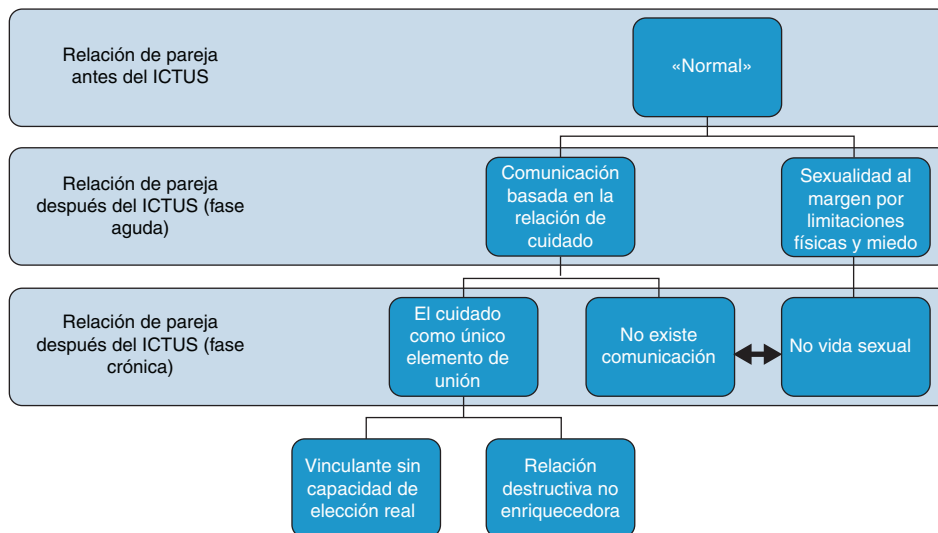 Relación de pareja
antes del ICTUS
«Normal»
Relación de pareja
después del ICTUS (fase
aguda)
Comunicación
basada en la
relación de
cuidado
Sexualidad al
margen por
limitaciones
físicas y miedo
Relación de pareja
después del ICTUS (fase
crónica)
El cuidado
como único
elemento de
unión
No existe
comunicación
No vida sexual
Vinculante sin
capacidad de
elección real
Relación
destructiva no
enriquecedora